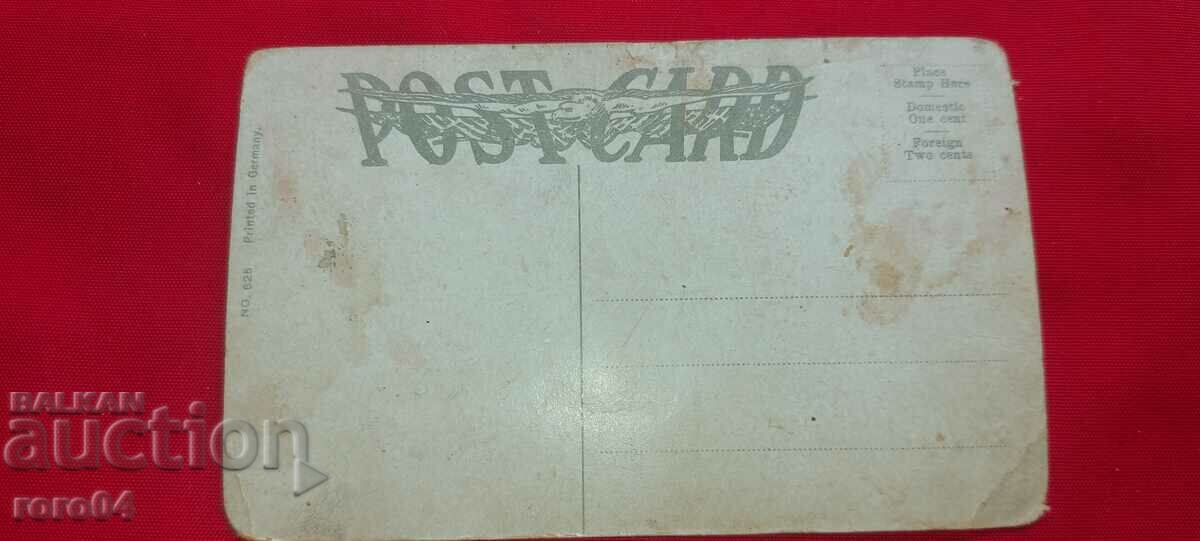 POST CARD
Place
Stamp Here
Domestic
One cent
Foreign
Two cents
NO. 625 Printed in Germany.
BALKAN
auction
roro04